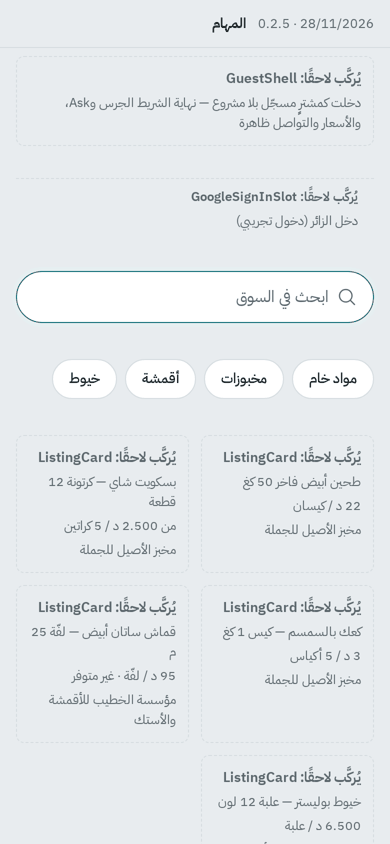 المهام 0.2.5 · 28/11/2026
يُركَّب لاحقًا: GuestShell
دخلت كمشترٍ مسجّل بلا مشروع — نهاية الشريط الجرس وAsk،
والأسعار والتواصل ظاهرة
يُركَّب لاحقًا: GoogleSignInSlot
دخل الزائر (دخول تجريبي)
ابحث في السوق
مواد خام
مخبوزات
أقمشة
خيوط
يُركَّب لاحقًا: ListingCard
طحين أبيض فاخر 50 كغ
22 د / كيسان
مخبز الأصيل للجملة
يُركَّب لاحقًا: ListingCard
بسكويت شاي — كرتونة 12
قطعة
من 2.500 د / 5 كراتين
مخبز الأصيل للجملة
يُركَّب لاحقًا: ListingCard
كعك بالسمسم — كيس 1 كغ
3 د / 5 أكياس
مخبز الأصيل للجملة
يُركَّب لاحقًا: ListingCard
قماش ساتان أبيض — لفّة 25
م
95 د / لفّة · غير متوفر
مؤسسة الخطيب للأقمشة
والأستك
يُركَّب لاحقًا: ListingCard
خيوط بوليستر — علبة 12 لون
6.500 د / علبة